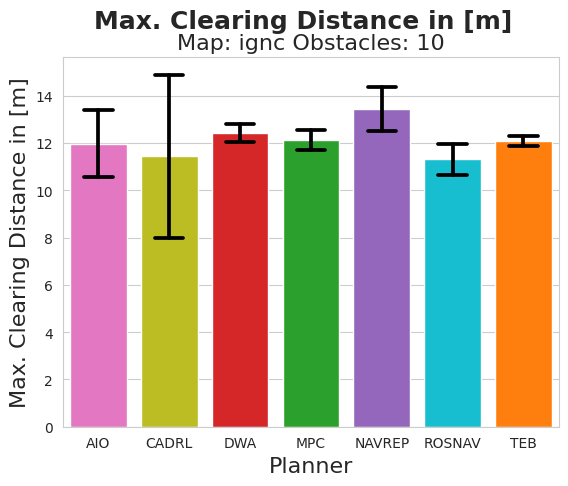 Max. Clearing Distance in [m]
Map: ignc Obstacles: 10
Max. Clearing Distance in [m]
14
12
10
8
6
4
2
0
AIO CADRL DWA MPC NAVREP ROSNAV TEB
Planner